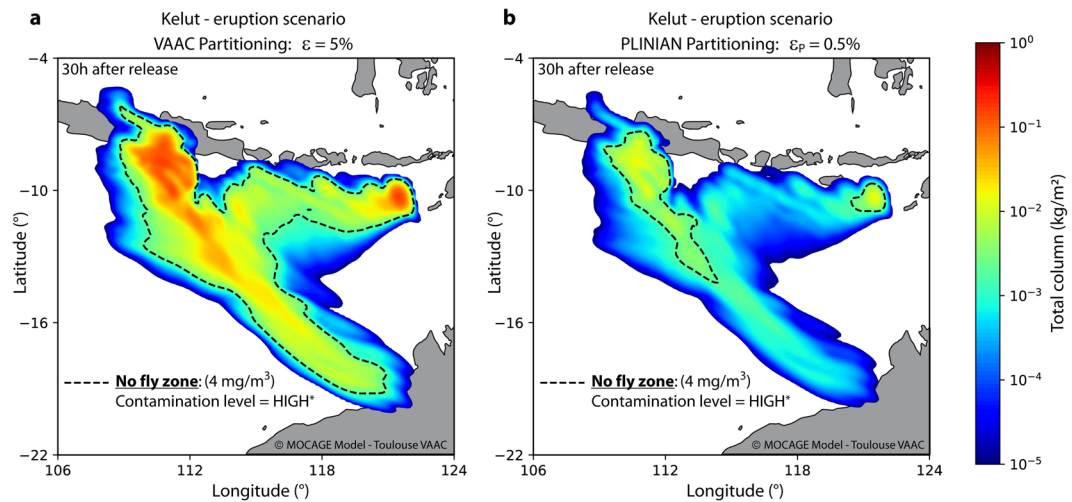 a
Kelut - eruption scenario
VAAC Partitioning: ε = 5%
30h after release
−4
−10
−16
−22
Latitude (°)
106
112
118
124
Longitude (°)
No fly zone: (4 mg/m³)
Contamination level = HIGH*
© MOCAGE Model - Toulouse VAAC
b
Kelut - eruption scenario
PLINIAN Partitioning: εP = 0.5%
30h after release
−4
−10
−16
−22
Latitude (°)
106
112
118
124
Longitude (°)
No fly zone: (4 mg/m³)
Contamination level = HIGH*
© MOCAGE Model - Toulouse VAAC
10⁰
10⁻¹
10⁻²
10⁻³
10⁻⁴
10⁻⁵
Total column (kg/m²)